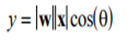 y = |w||x|cos(θ)